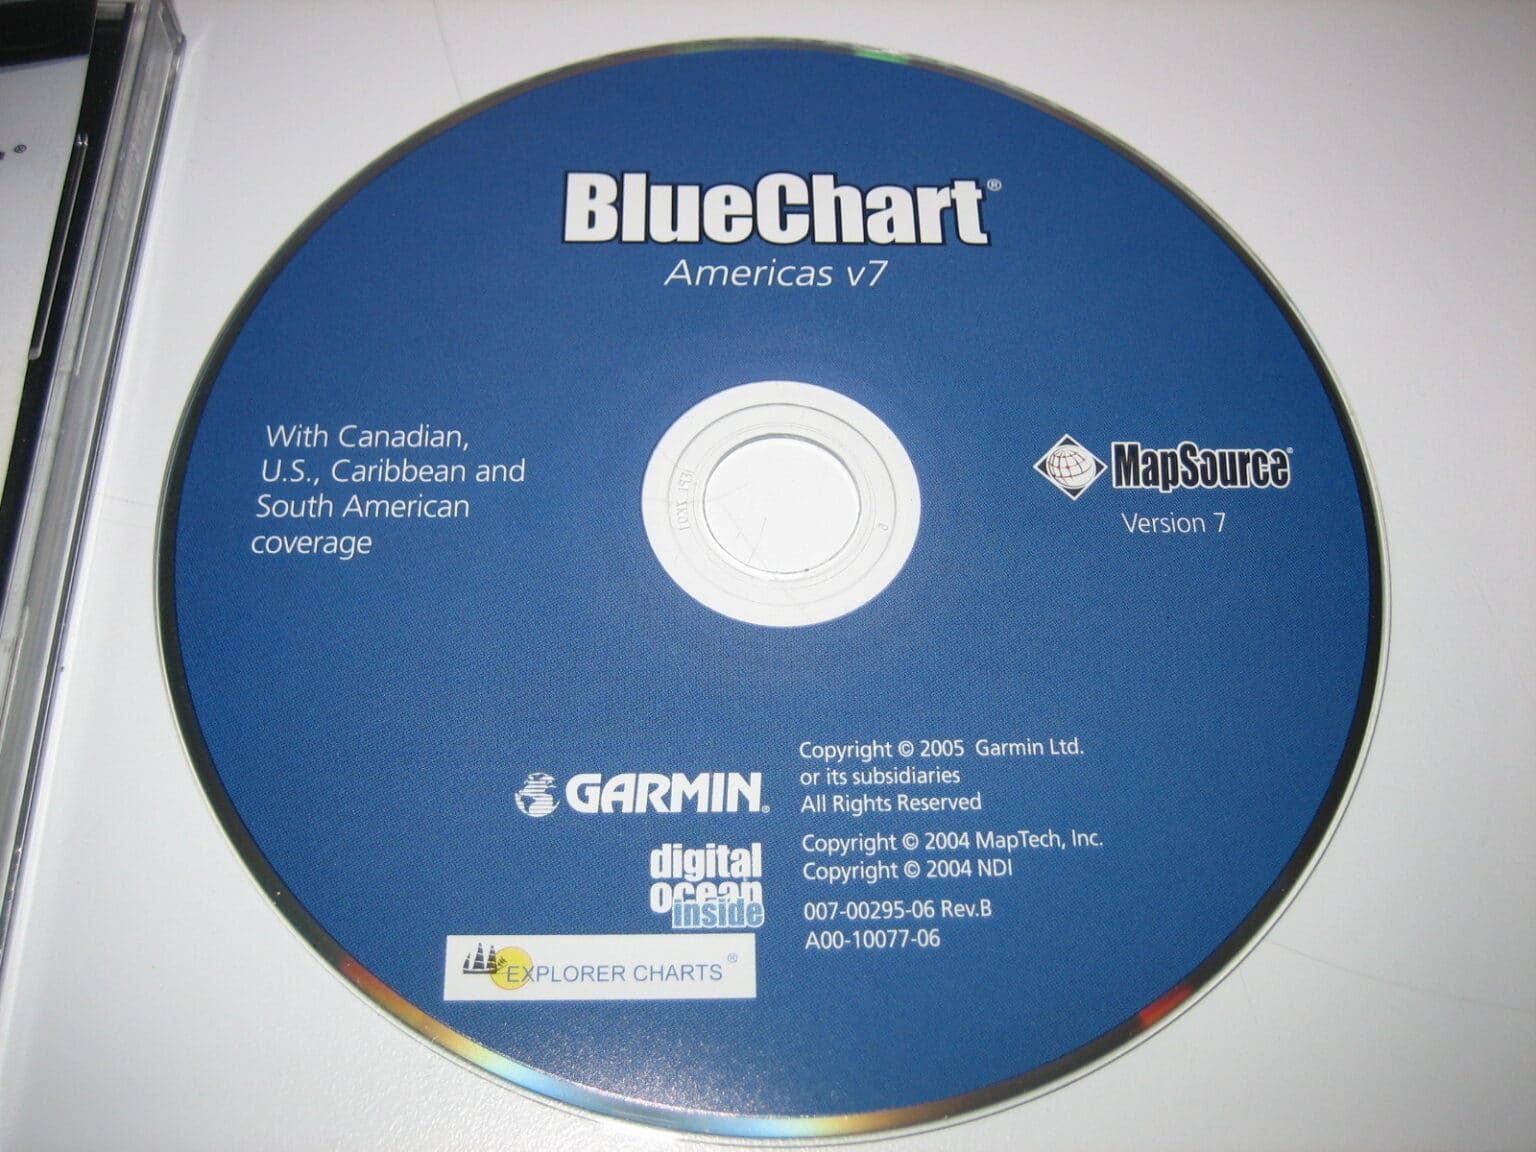 BlueChart®
Americas v7
With Canadian,
U.S., Caribbean and
South American
coverage
MapSource®
Version 7
GARMIN®
Copyright © 2005 Garmin Ltd.
or its subsidiaries
All Rights Reserved
digital
ocean
inside
Copyright © 2004 MapTech, Inc.
Copyright © 2004 NDI
007-00295-06 Rev.B
A00-10077-06
EXPLORER CHARTS®